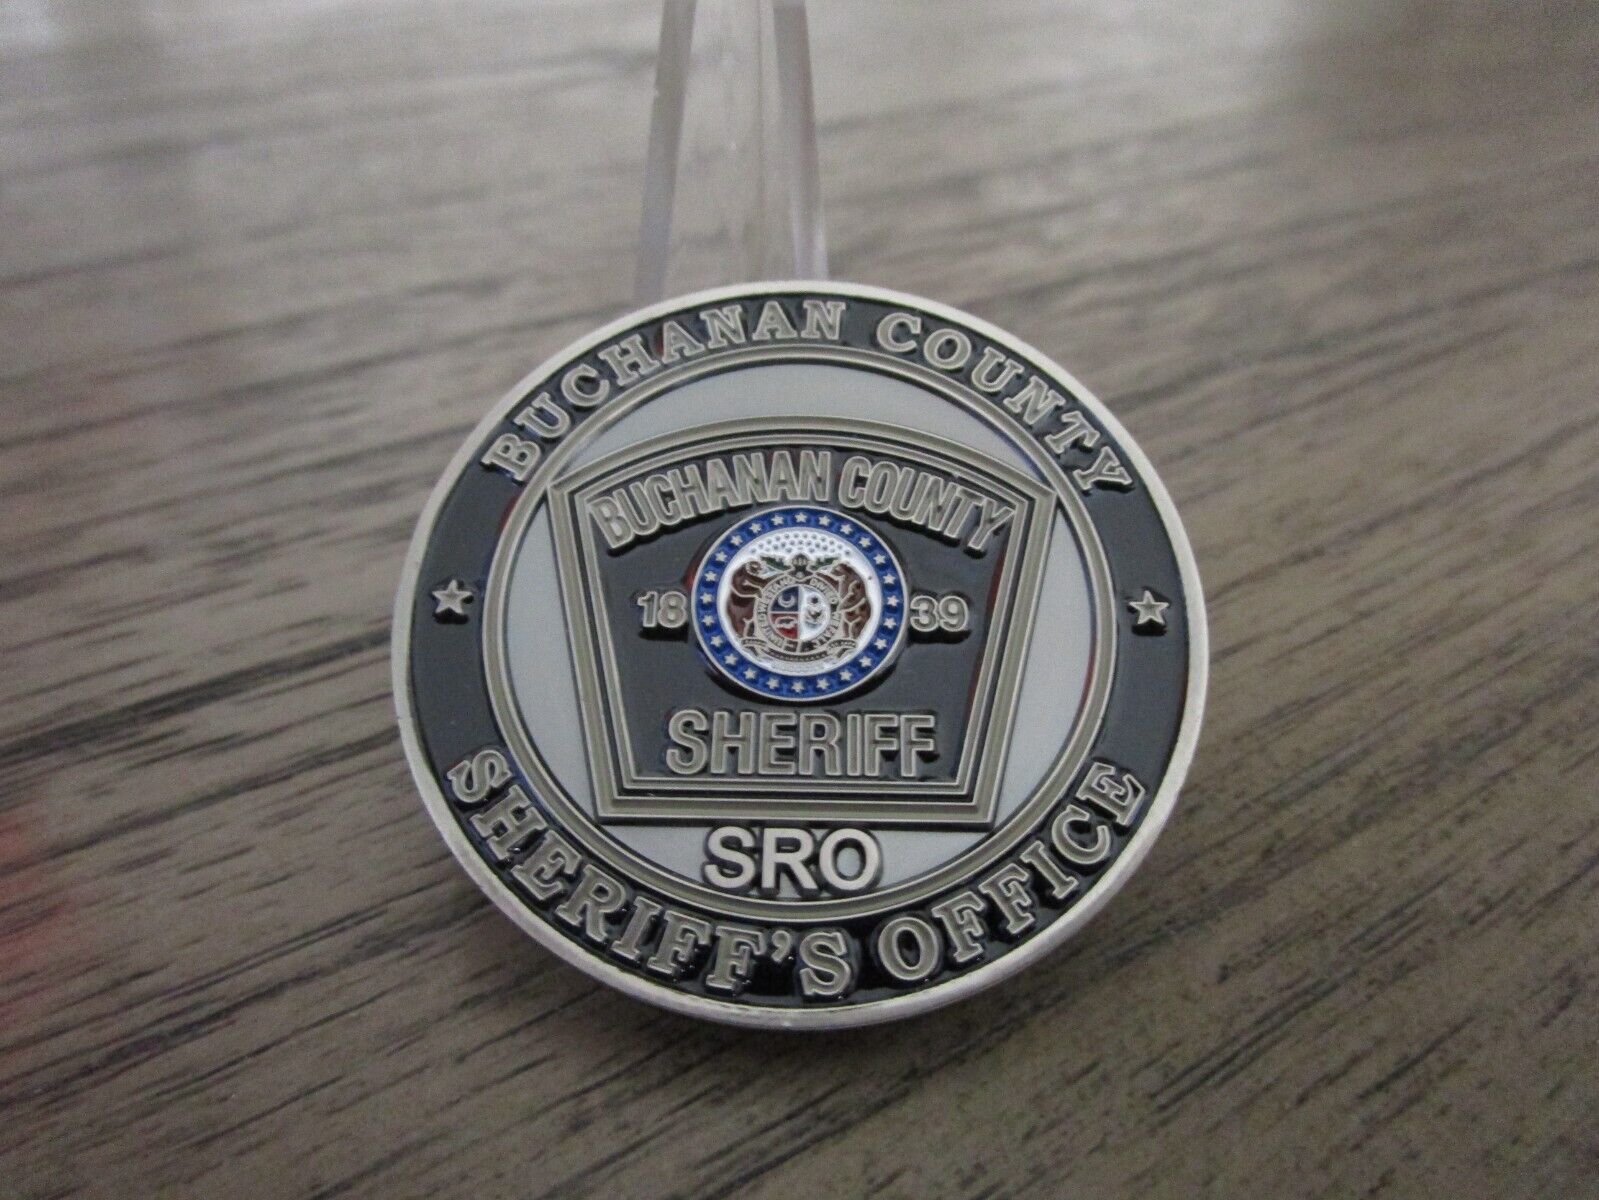 BUCHANAN COUNTY
BUCHANAN COUNTY
18 39
SHERIFF
SRO
SHERIFF'S OFFICE